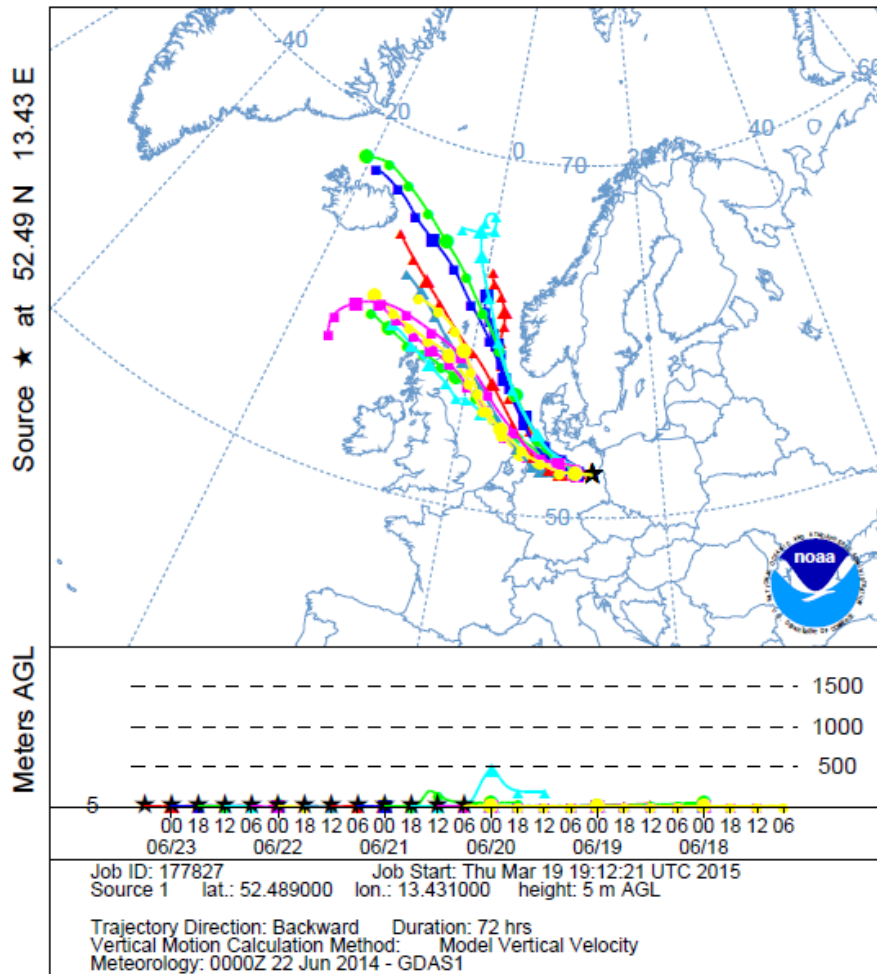 Source ★ at 52.49 N 13.43 E
-40
-20
0
70
40
60
50
noaa
Meters AGL
1500
1000
500
5
00 18 12 06 00 18 12 06 00 18 12 06 00 18 12 06 00 18 12 06 00 18 12 06
06/23 06/22 06/21 06/20 06/19 06/18
Job ID: 177827 Job Start: Thu Mar 19 19:12:21 UTC 2015
Source 1 lat.: 52.489000 lon.: 13.431000 height: 5 m AGL
Trajectory Direction: Backward Duration: 72 hrs
Vertical Motion Calculation Method: Model Vertical Velocity
Meteorology: 0000Z 22 Jun 2014 - GDAS1